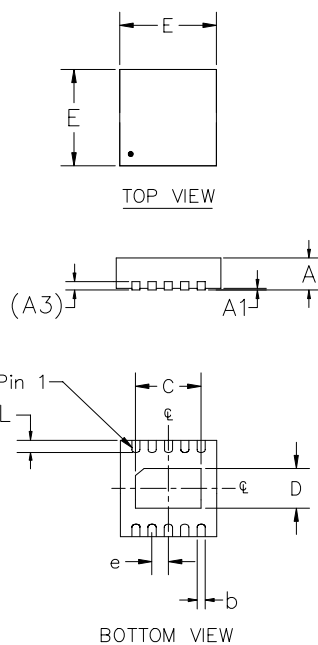 E
E
TOP VIEW
A
(A3)
A1
Pin 1
C
L
℄
℄
D
e
b
BOTTOM VIEW